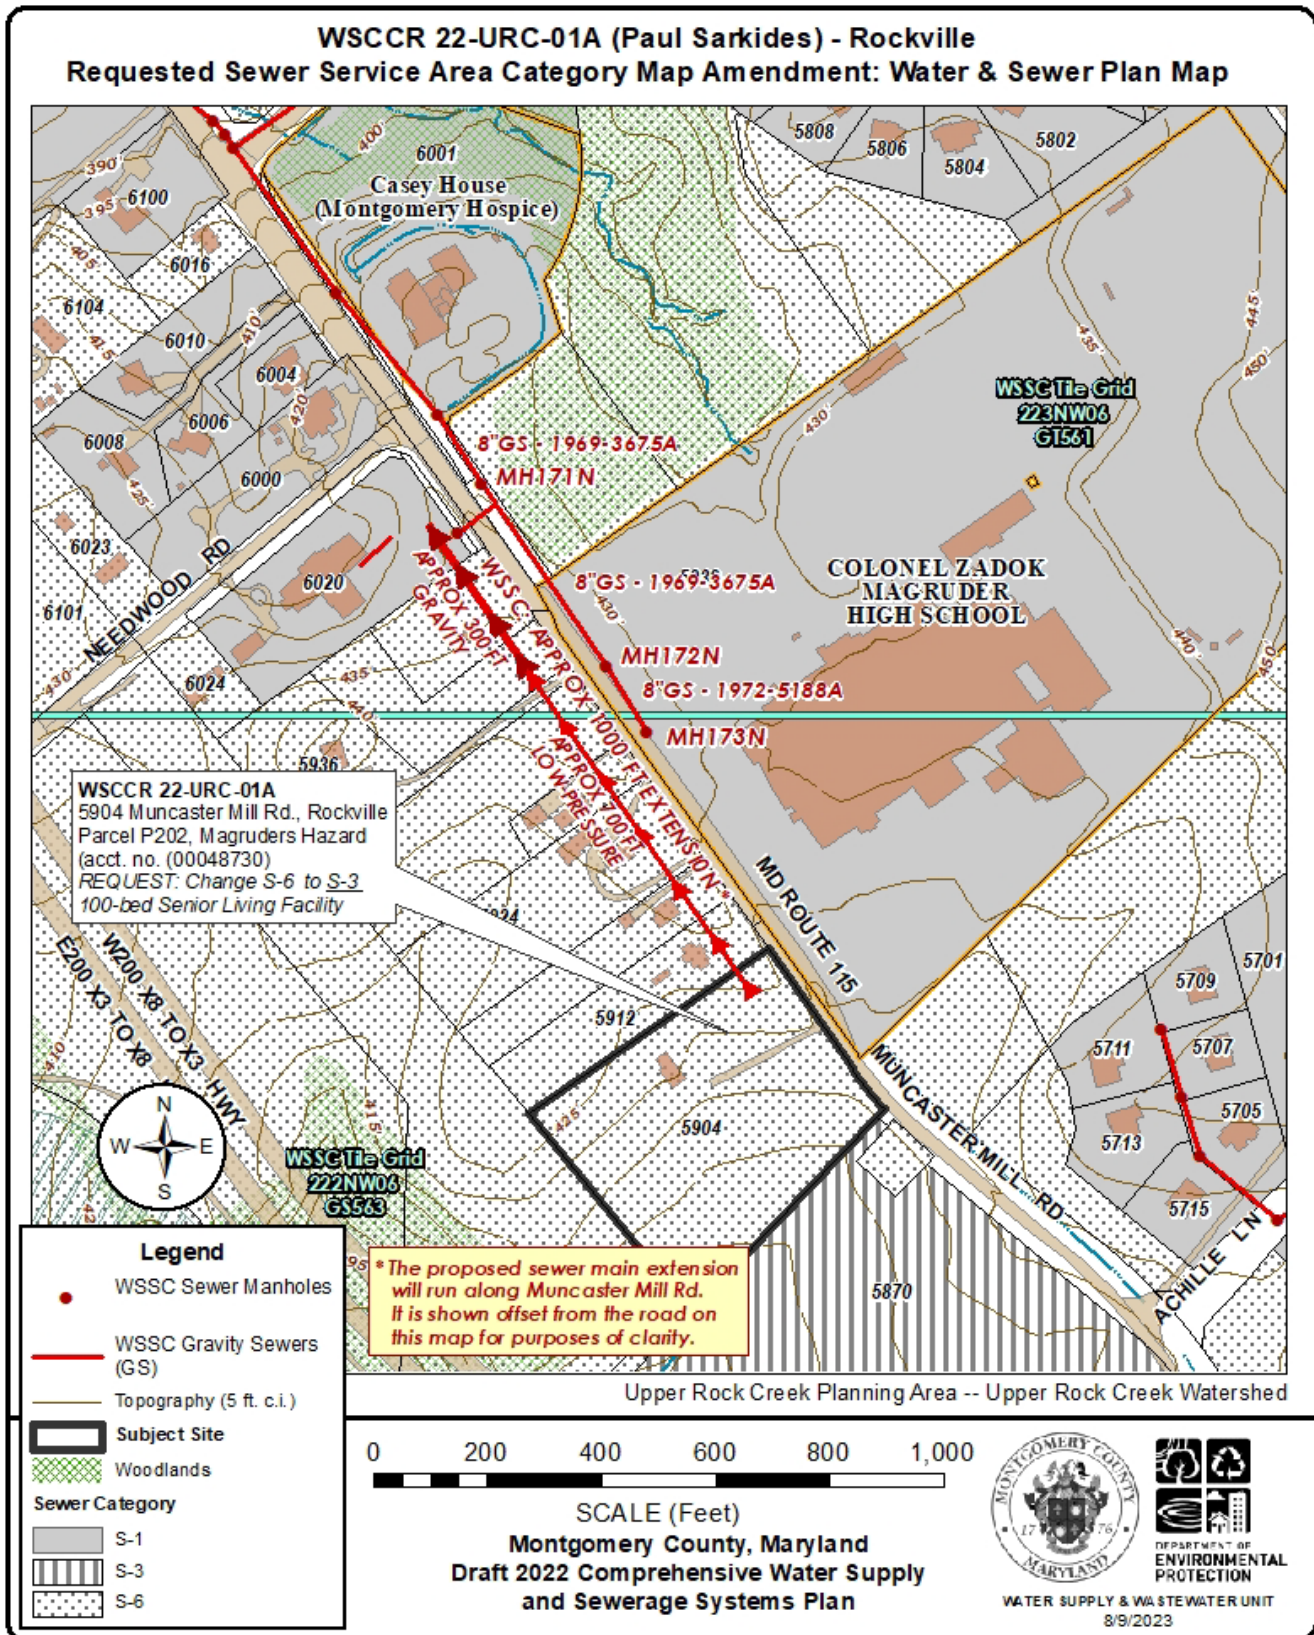 WSCCR 22-URC-01A (Paul Sarkides) - Rockville
Requested Sewer Service Area Category Map Amendment: Water & Sewer Plan Map
390'
395'
6100
405'
6016
6104
415'
6010
410'
6004
420'
6006
6008
6000
425'
400'
6001
Casey House
(Montgomery Hospice)
5808
5806
5804
5802
445'
435'
450'
WSSC Tile Grid
223NW06
GT561
430'
8"GS - 1969-3675A
MH171N
6023
6101
NEEDWOOD RD
6020
6024
430'
435'
440'
5936
APPROX 300 FT
GRAVITY
WSSC: APPROX 1000 FT EXTENSION *
APPROX 700 FT
LOW PRESSURE
8"GS - 1969-3675A
430'
COLONEL ZADOK
MAGRUDER
HIGH SCHOOL
440'
450'
MH172N
8"GS - 1972-5188A
MH173N
WSCCR 22-URC-01A
5904 Muncaster Mill Rd., Rockville
Parcel P202, Magruders Hazard
(acct. no. (00048730)
REQUEST: Change S-6 to S-3
100-bed Senior Living Facility
MD ROUTE 115
E200 X3 TO X8
W200 X8 TO X3 HWY
410'
415'
5912
425'
5904
MUNCASTER MILL RD
5701
5709
5711
5707
5705
5713
5715
ACHILLE LN
5870
N
W E
S
WSSC Tile Grid
222NW06
GS563
* The proposed sewer main extension
will run along Muncaster Mill Rd.
It is shown offset from the road on
this map for purposes of clarity.
Upper Rock Creek Planning Area -- Upper Rock Creek Watershed
Legend
WSSC Sewer Manholes
WSSC Gravity Sewers
(GS)
Topography (5 ft. c.i.)
Subject Site
Woodlands
Sewer Category
S-1
S-3
S-6
0 200 400 600 800 1,000
SCALE (Feet)
Montgomery County, Maryland
Draft 2022 Comprehensive Water Supply
and Sewerage Systems Plan
MONTGOMERY COUNTY
17 76
MARYLAND
DEPARTMENT OF
ENVIRONMENTAL
PROTECTION
WATER SUPPLY & WASTEWATER UNIT
8/9/2023